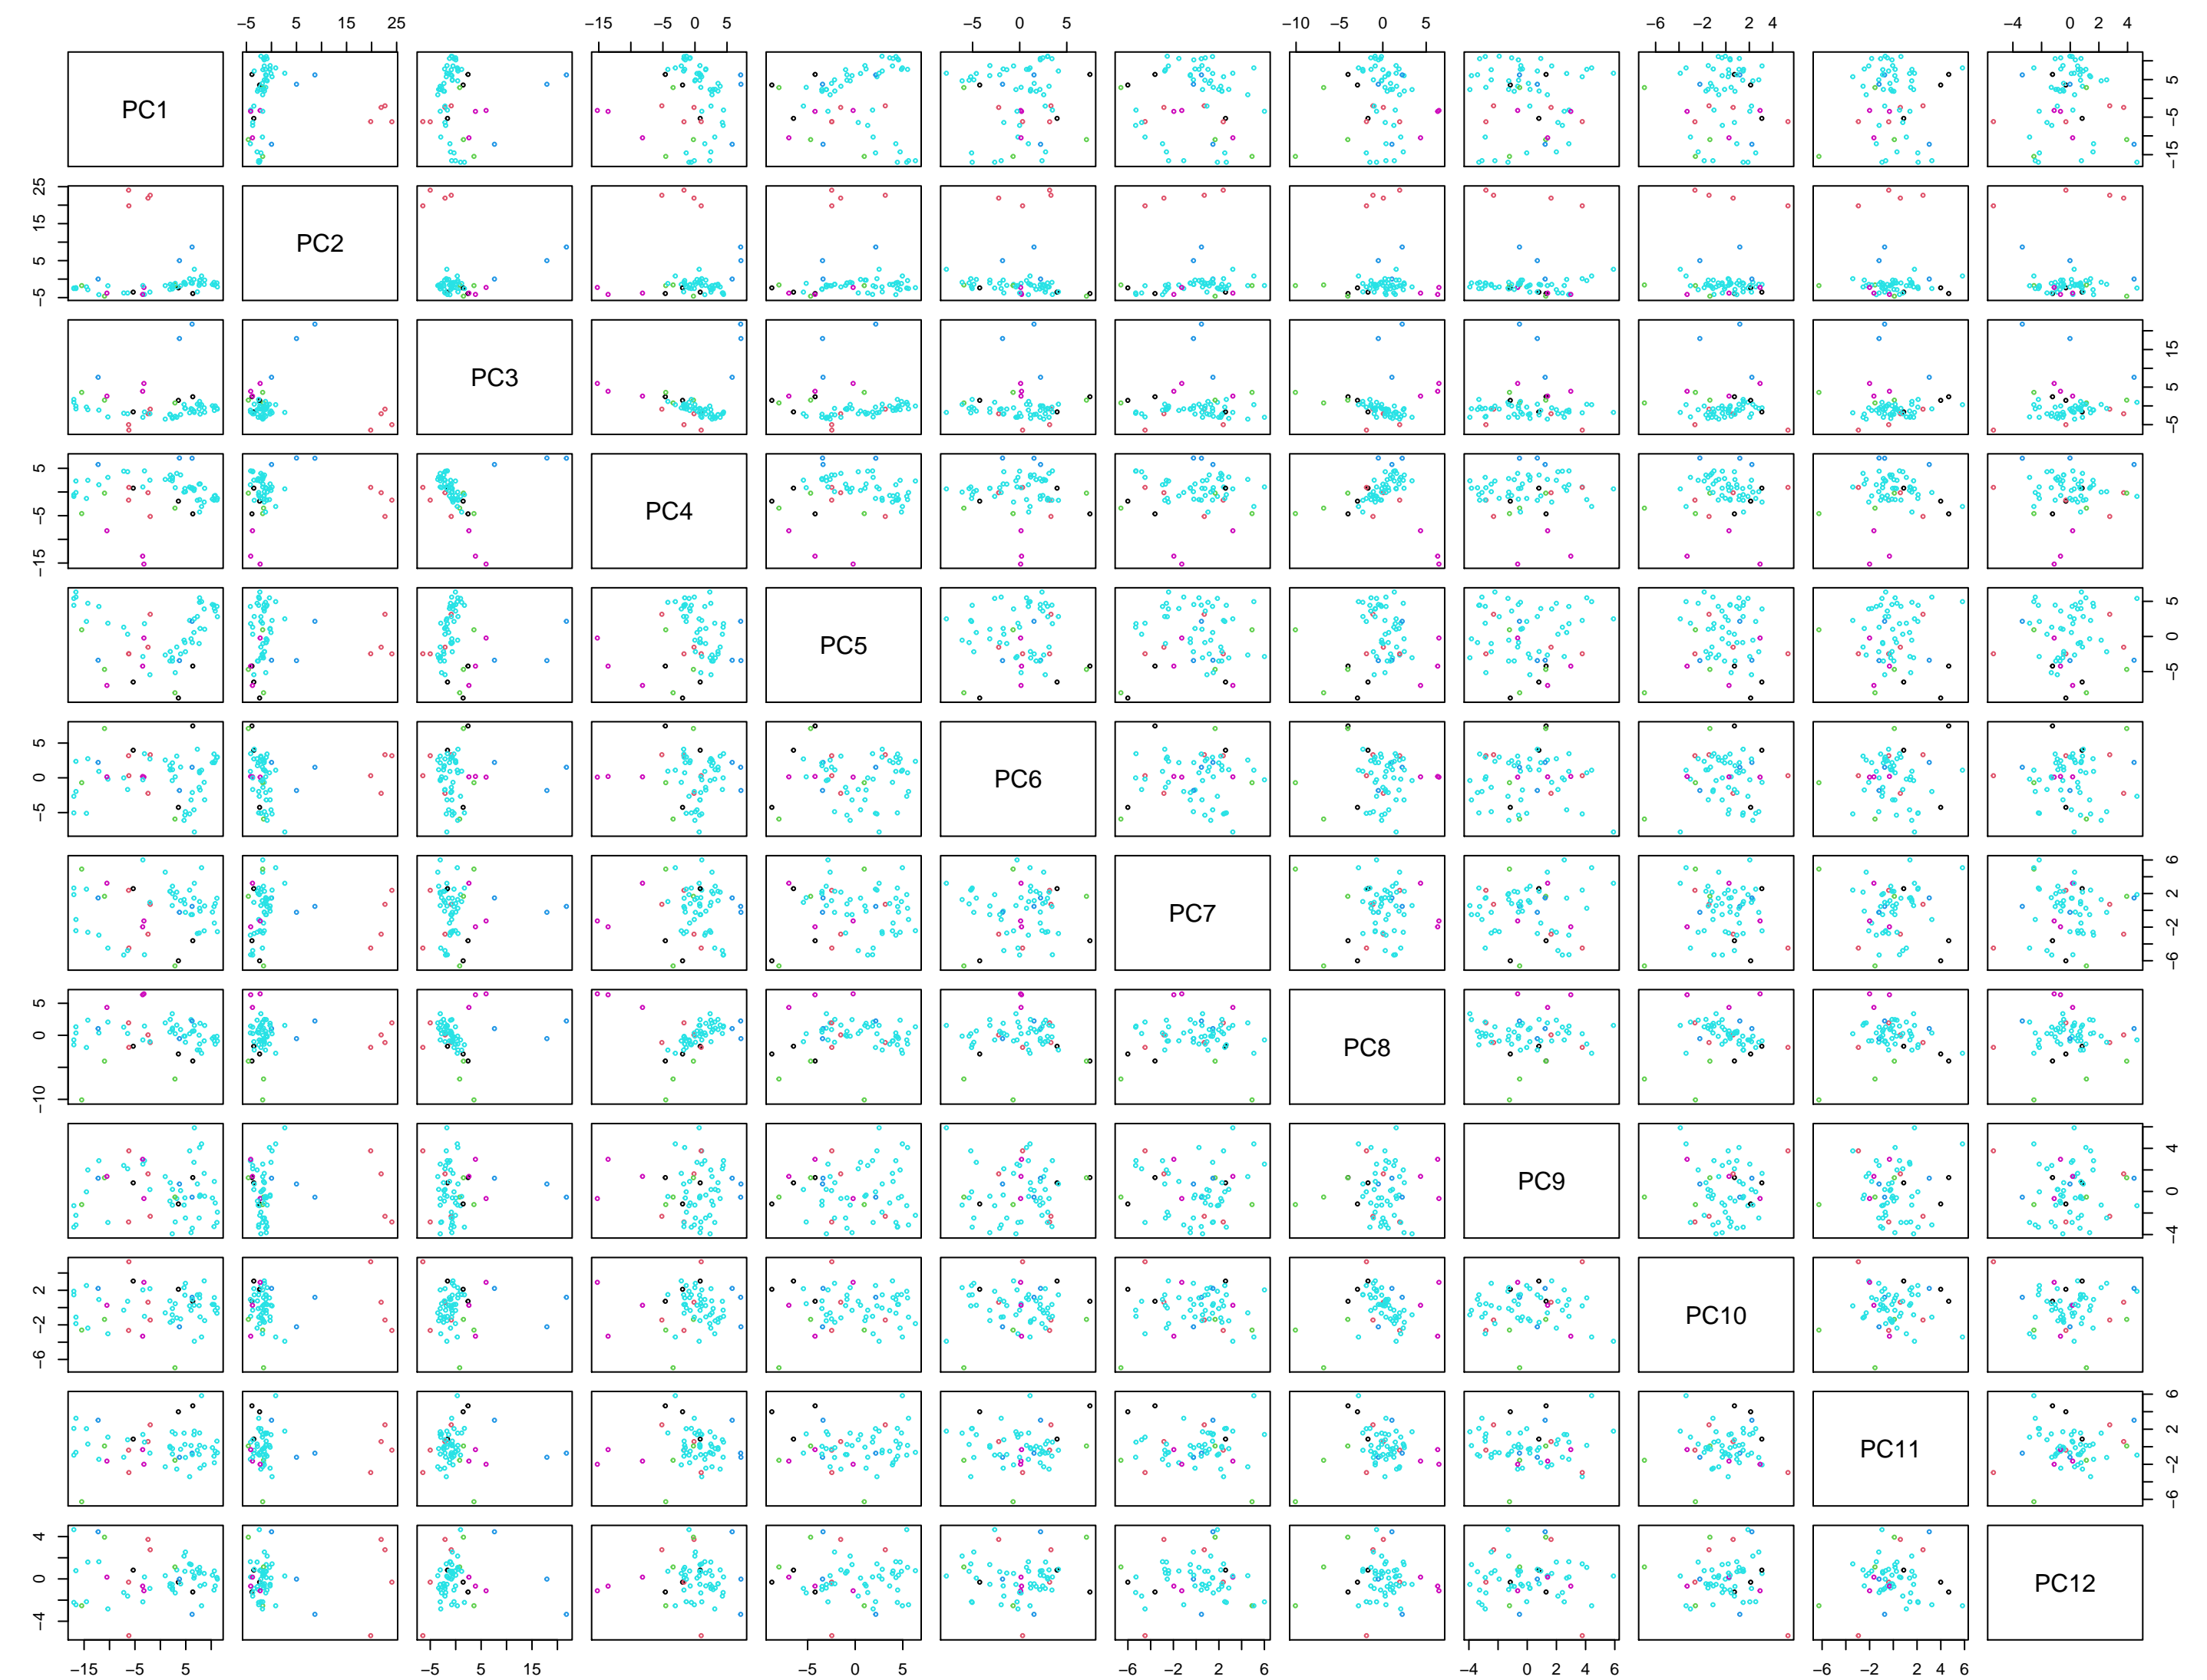 −5 5 15 25 −15 −5 0 5 −5 0 5 −10 −5 0 5 −6 −2 2 4 −4 0 2 4
PC1 −15 −5 5
−5 5 15 25 PC2
PC3 −5 5 15
−15 −5 5 PC4
PC5 −5 0 5
−5 0 5 PC6
PC7 −6 −2 2 6
−10 0 5 PC8
PC9 −4 0 4
−6 −2 2 PC10
PC11 −6 −2 2 6
−4 0 4 PC12
−15 −5 5 −5 5 15 −5 0 5 −6 −2 2 6 −4 0 2 4 6 −6 −2 2 4 6